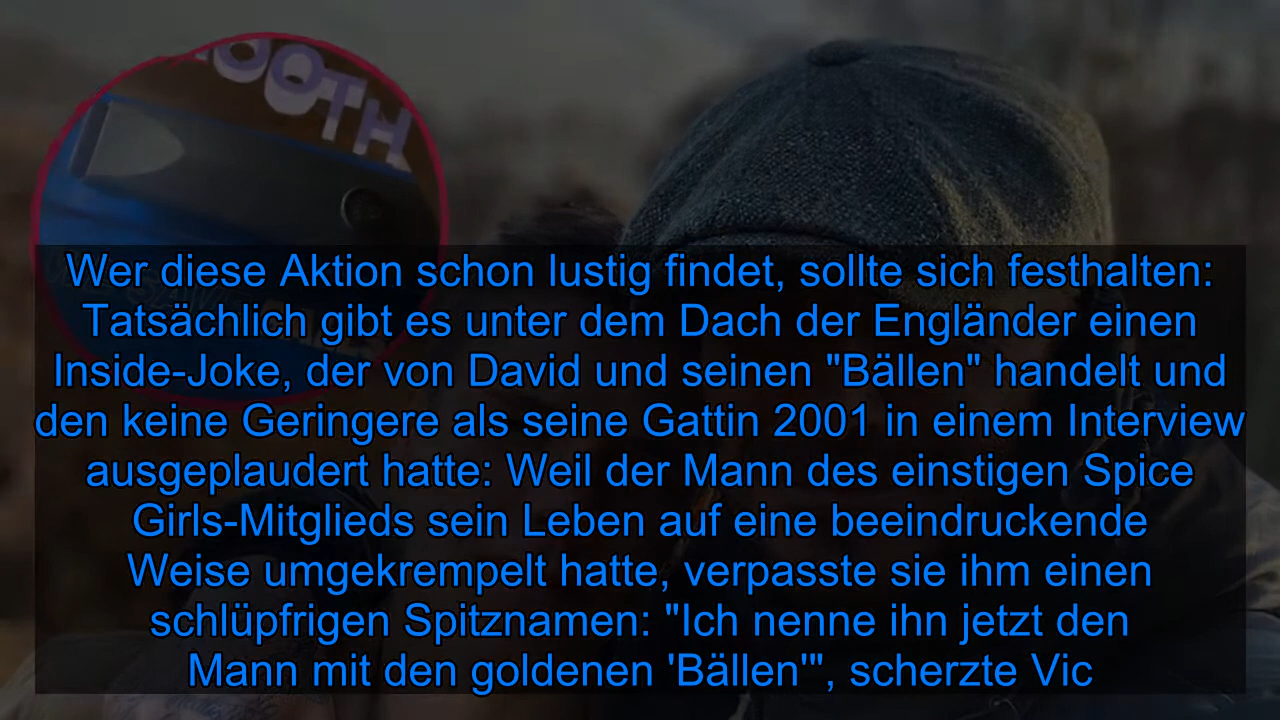 OOTH
Wer diese Aktion schon lustig findet, sollte sich festhalten:
Tatsächlich gibt es unter dem Dach der Engländer einen
Inside-Joke, der von David und seinen "Bällen" handelt und
den keine Geringere als seine Gattin 2001 in einem Interview
ausgeplaudert hatte: Weil der Mann des einstigen Spice
Girls-Mitglieds sein Leben auf eine beeindruckende
Weise umgekrempelt hatte, verpasste sie ihm einen
schlüpfrigen Spitznamen: "Ich nenne ihn jetzt den
Mann mit den goldenen 'Bällen'", scherzte Vic